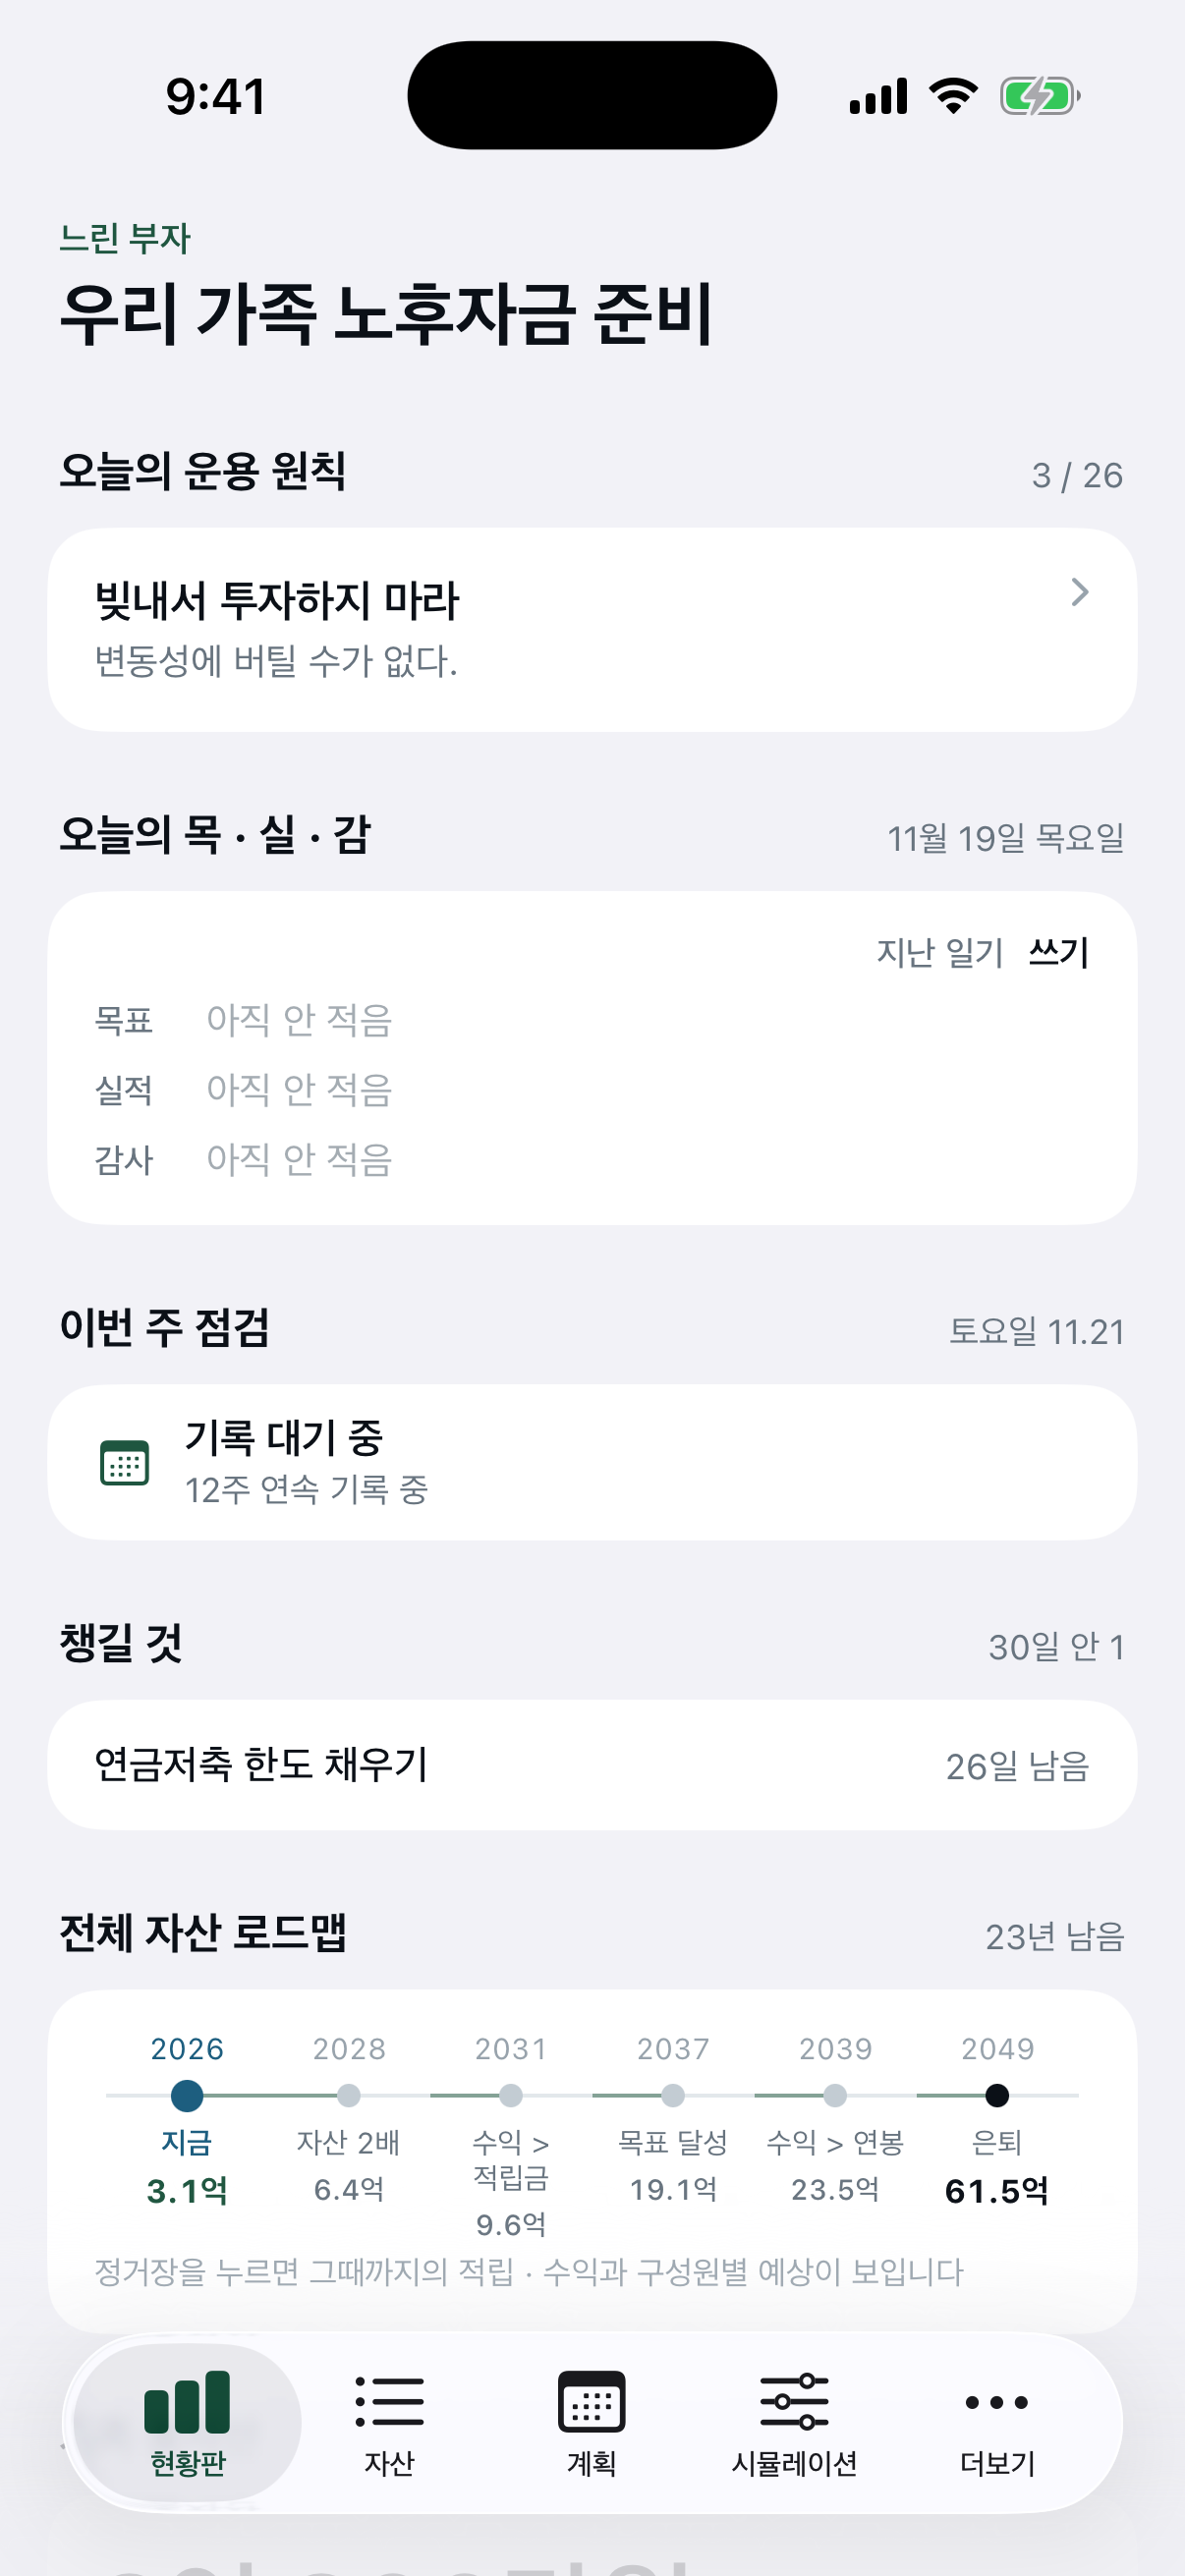 9:41
느린 부자
우리 가족 노후자금 준비
오늘의 운용 원칙
3 / 26
빚내서 투자하지 마라
변동성에 버틸 수가 없다.
오늘의 목 · 실 · 감
11월 19일 목요일
지난 일기 쓰기
목표 아직 안 적음
실적 아직 안 적음
감사 아직 안 적음
이번 주 점검
토요일 11.21
기록 대기 중
12주 연속 기록 중
챙길 것
30일 안 1
연금저축 한도 채우기
26일 남음
전체 자산 로드맵
23년 남음
2026 2028 2031 2037 2039 2049
지금
3.1억
자산 2배
6.4억
수익 >
적립금
9.6억
목표 달성
19.1억
수익 > 연봉
23.5억
은퇴
61.5억
정거장을 누르면 그때까지의 적립 · 수익과 구성원별 예상이 보입니다
현황판 자산 계획 시뮬레이션 더보기